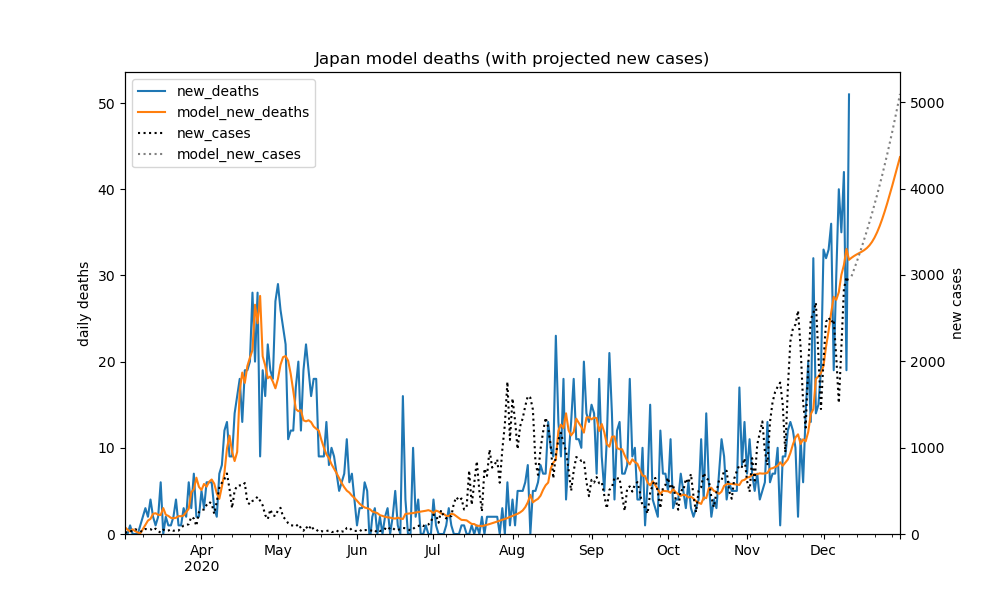 Japan model deaths (with projected new cases)
new_deaths
model_new_deaths
new_cases
model_new_cases
daily deaths
new cases
50
40
30
20
10
0
5000
4000
3000
2000
1000
0
Apr
2020
May
Jun
Jul
Aug
Sep
Oct
Nov
Dec